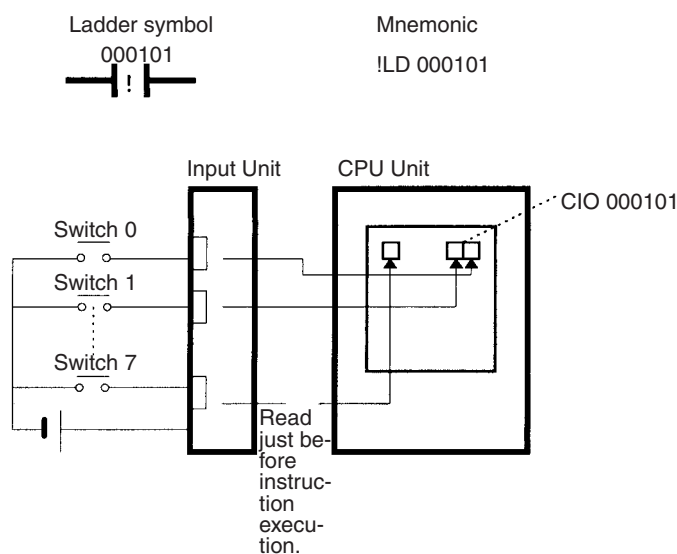 Ladder symbol
000101
!
Mnemonic
!LD 000101
Input Unit
CPU Unit
CIO 000101
Switch 0
Switch 1
Switch 7
Read
just be-
fore
instruc-
tion
execu-
tion.